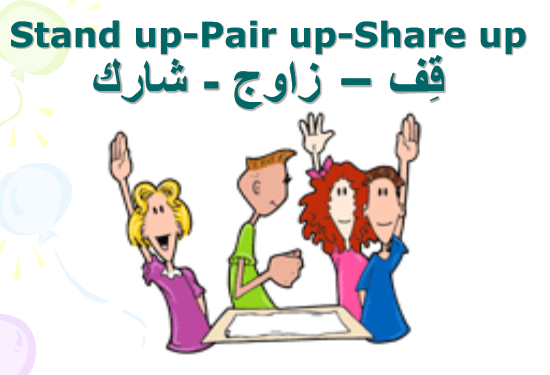 Stand up-Pair up-Share up
قِف – زاوج - شارك